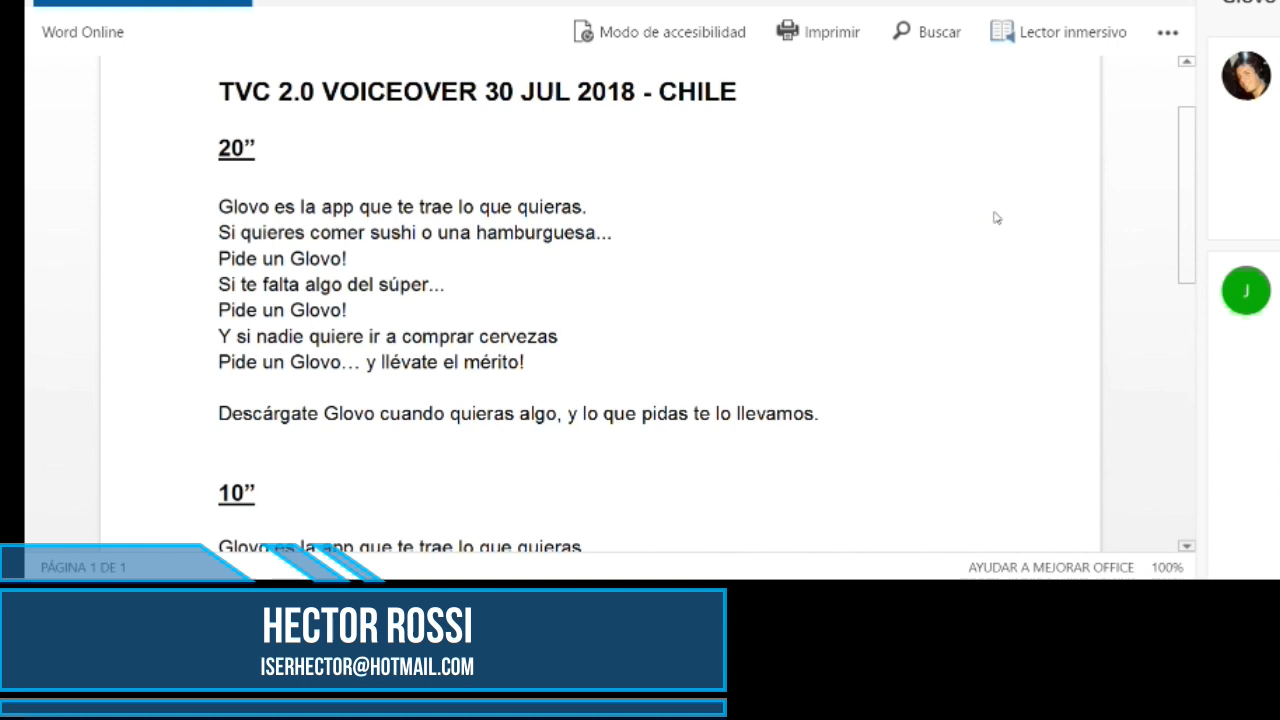 Word Online
Modo de accesibilidad
Imprimir
Buscar
Lector inmersivo
TVC 2.0 VOICEOVER 30 JUL 2018 - CHILE
20”
Glovo es la app que te trae lo que quieras.
Si quieres comer sushi o una hamburguesa...
Pide un Glovo!
Si te falta algo del súper...
Pide un Glovo!
Y si nadie quiere ir a comprar cervezas
Pide un Glovo… y llévate el mérito!
Descárgate Glovo cuando quieras algo, y lo que pidas te lo llevamos.
10”
Glovo es la app que te trae lo que quieras
J
PÁGINA 1 DE 1
AYUDAR A MEJORAR OFFICE
100%
HECTOR ROSSI
ISERHECTOR@HOTMAIL.COM